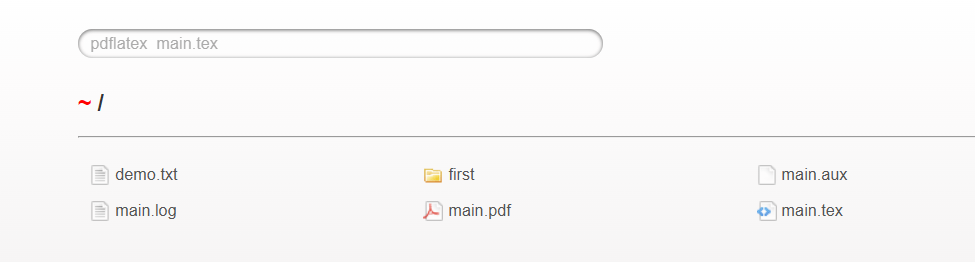 pdflatex  main.tex
~ /
demo.txt first main.aux
main.log main.pdf main.tex